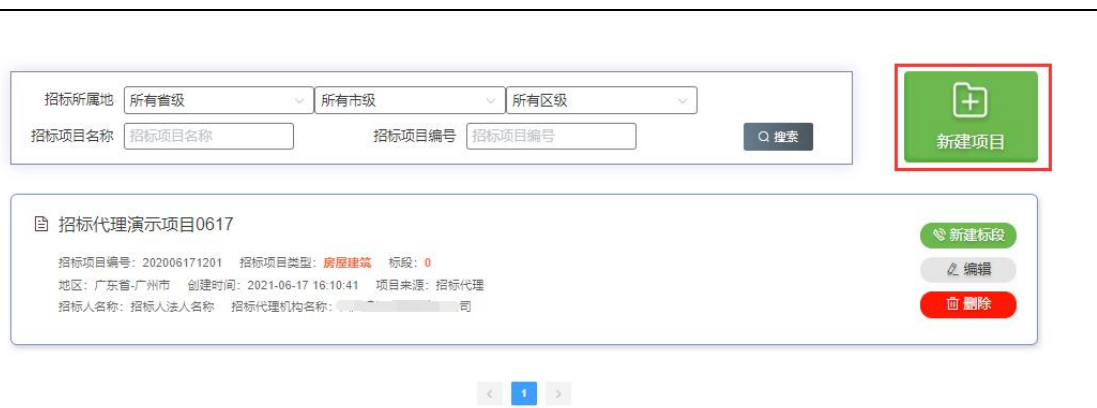 招标所属地 所有省级 所有市级 所有区级
招标项目名称 招标项目名称 招标项目编号 招标项目编号 搜索
新建项目
招标代理演示项目0617
新建标段
招标项目编号：202006171201 招标项目类型：房屋建筑 标段：0
编辑
地区：广东省-广州市 创建时间：2021-06-17 16:10:41 项目来源：招标代理
招标人名称：招标人法人名称 招标代理机构名称： 司
删除
< 1 >